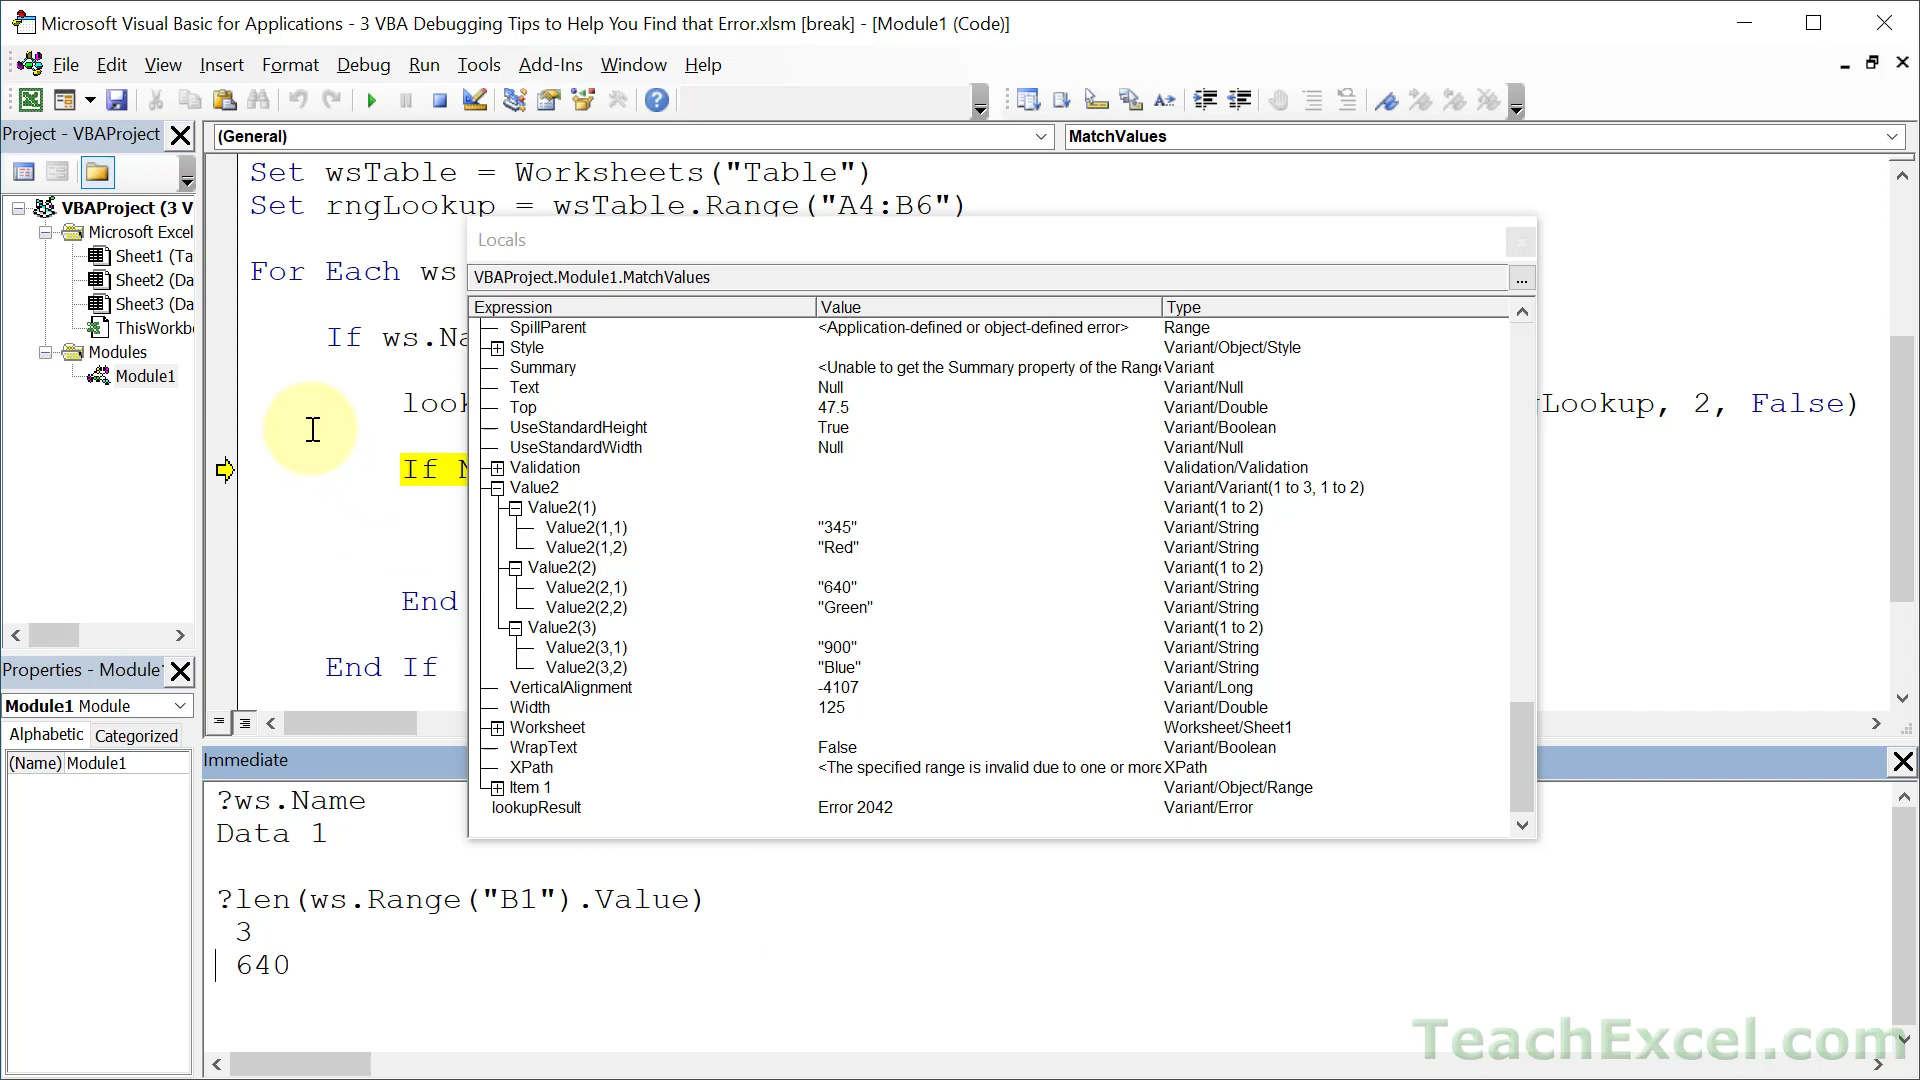 Microsoft Visual Basic for Applications - 3 VBA Debugging Tips to Help You Find that Error.xlsm [break] - [Module1 (Code)]
File Edit View Insert Format Debug Run Tools Add-Ins Window Help
Project - VBAProject
(General)
MatchValues
VBAProject (3 V
Microsoft Excel
Sheet1 (Ta
Sheet2 (Da
Sheet3 (Da
ThisWorkb
Modules
Module1
Set wsTable = Worksheets("Table")
Set rngLookup = wsTable.Range("A4:B6")
For Each ws
If ws.Na
look
Lookup, 2, False)
If N
End
End If
Locals
VBAProject.Module1.MatchValues
...
Expression Value Type
SpillParent <Application-defined or object-defined error> Range
Style Variant/Object/Style
Summary <Unable to get the Summary property of the Range Variant
Text Null Variant/Null
Top 47.5 Variant/Double
UseStandardHeight True Variant/Boolean
UseStandardWidth Null Variant/Null
Validation Validation/Validation
Value2 Variant/Variant(1 to 3, 1 to 2)
Value2(1) Variant(1 to 2)
Value2(1,1) "345" Variant/String
Value2(1,2) "Red" Variant/String
Value2(2) Variant(1 to 2)
Value2(2,1) "640" Variant/String
Value2(2,2) "Green" Variant/String
Value2(3) Variant(1 to 2)
Value2(3,1) "900" Variant/String
Value2(3,2) "Blue" Variant/String
VerticalAlignment -4107 Variant/Long
Width 125 Variant/Double
Worksheet Worksheet/Sheet1
WrapText False Variant/Boolean
XPath <The specified range is invalid due to one or more XPath
Item 1 Variant/Object/Range
lookupResult Error 2042 Variant/Error
Properties - Module1
Module1 Module
Alphabetic Categorized
(Name) Module1
Immediate
?ws.Name
Data 1
?len(ws.Range("B1").Value)
3
640
TeachExcel.com